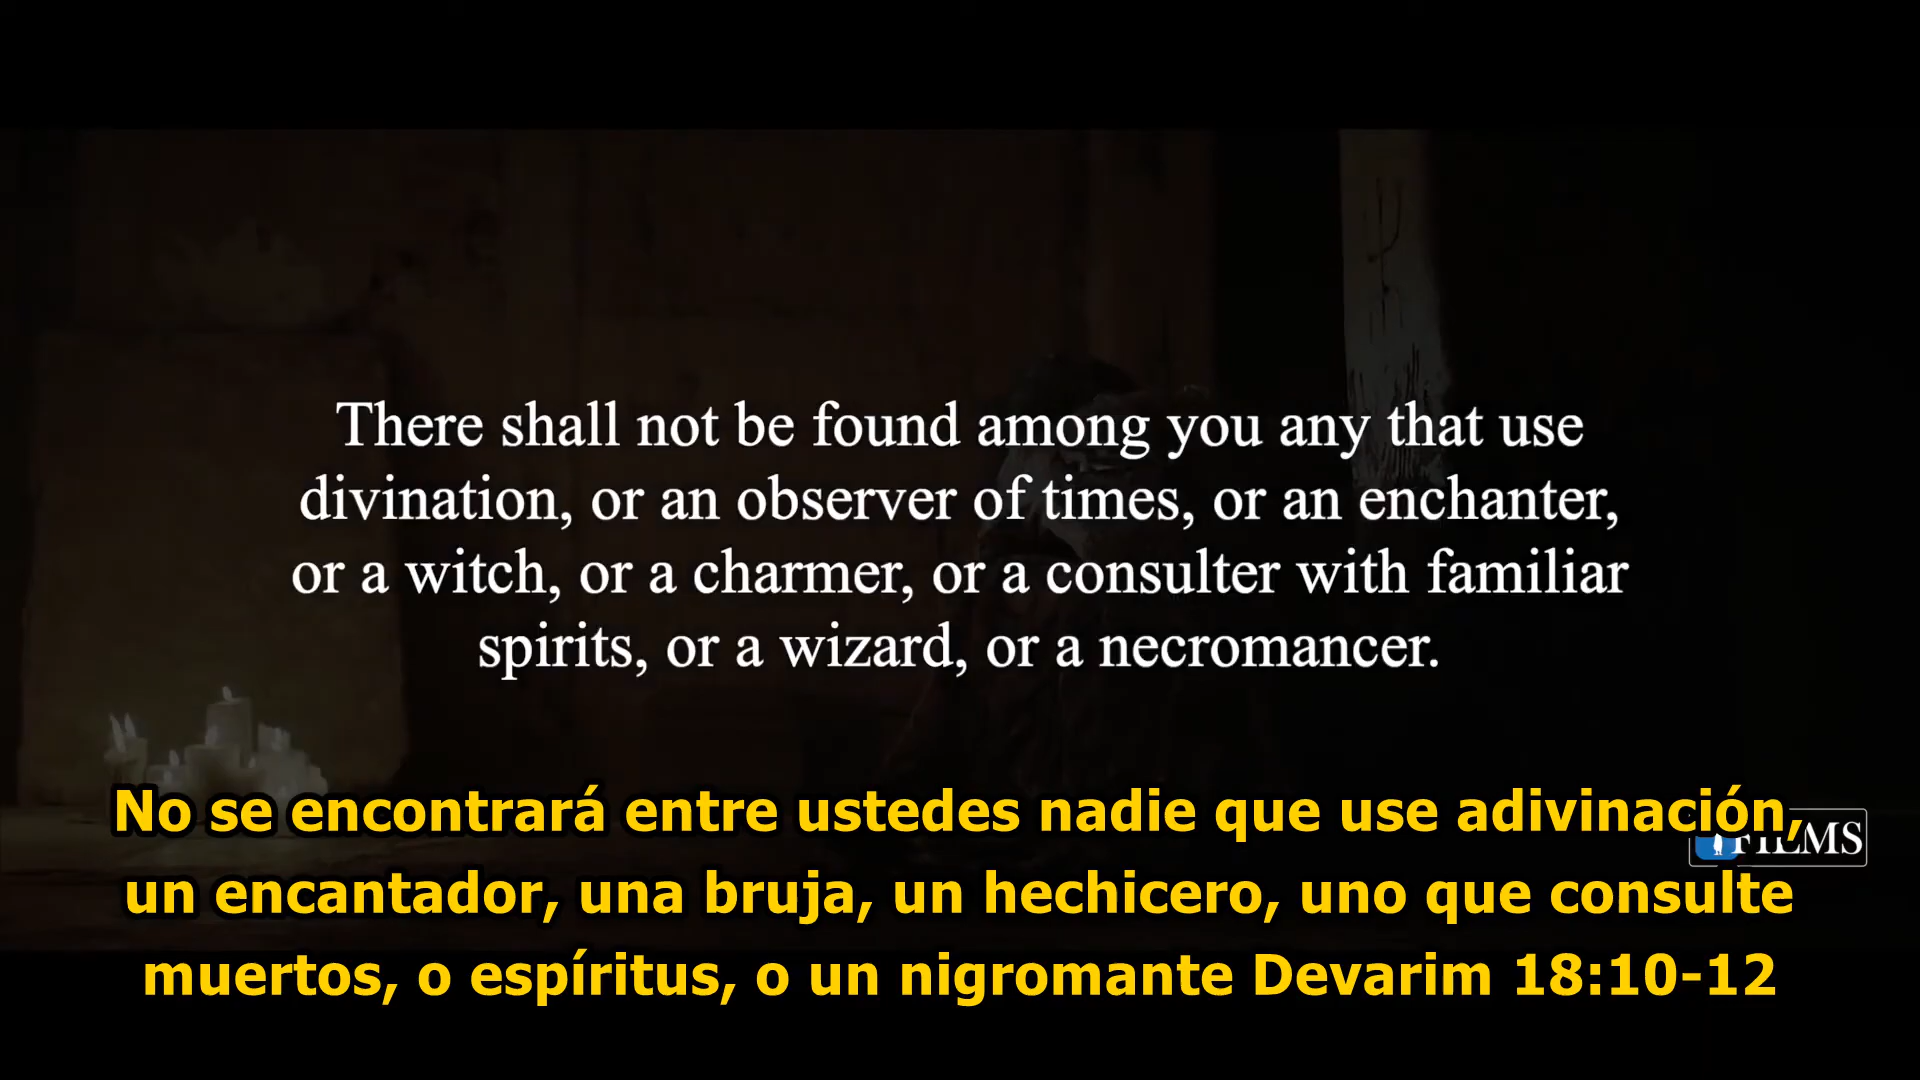 There shall not be found among you any that use
divination, or an observer of times, or an enchanter,
or a witch, or a charmer, or a consulter with familiar
spirits, or a wizard, or a necromancer.
No se encontrará entre ustedes nadie que use adivinación,
FILMS
un encantador, una bruja, un hechicero, uno que consulte
muertos, o espíritus, o un nigromante Devarim 18:10-12